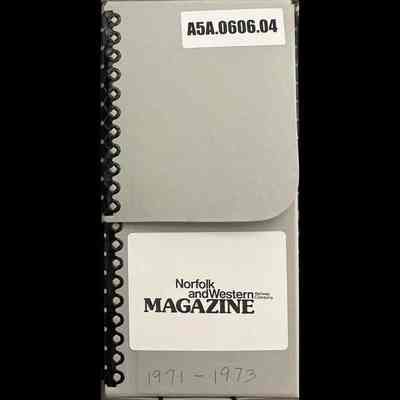 A5A.0606.04
Norfolk
and Western Railway Company
MAGAZINE
1971 - 1973